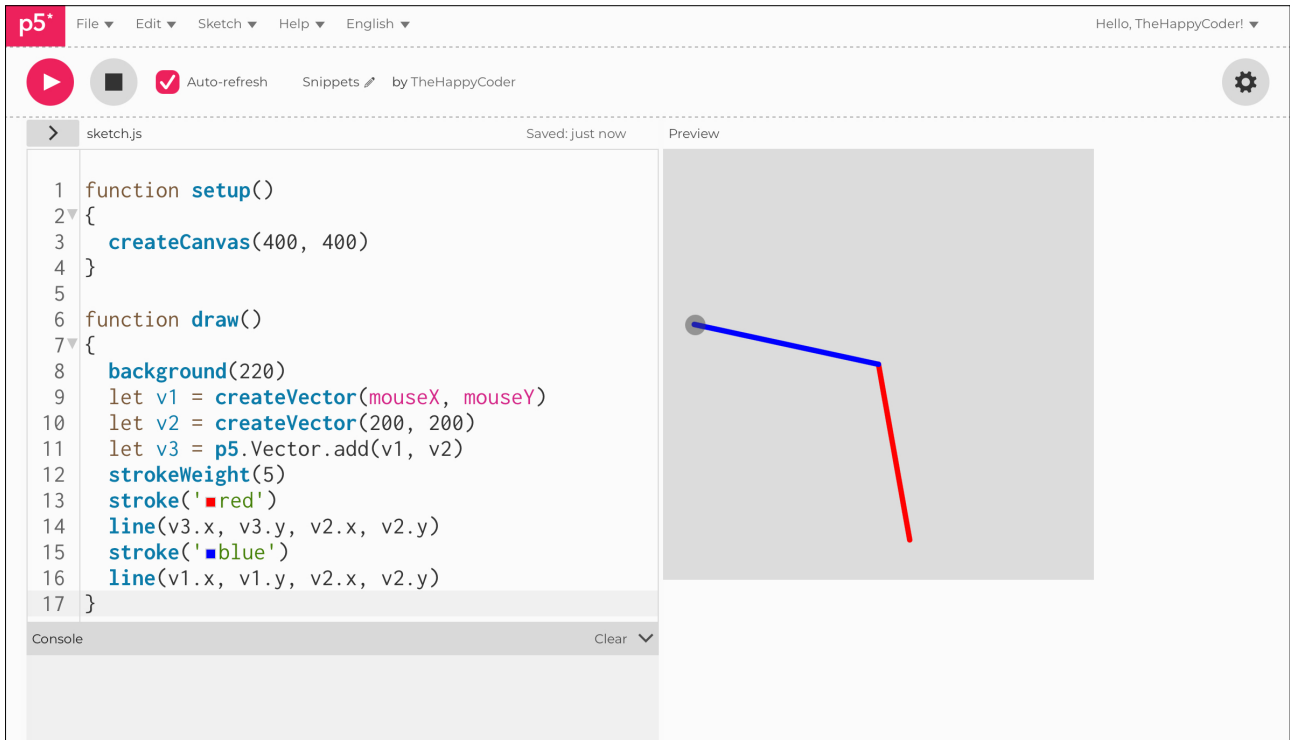 p5* File Edit Sketch Help English Hello, TheHappyCoder!
Auto-refresh Snippets by TheHappyCoder
sketch.js Saved: just now Preview
1 function setup()
2 {
3 createCanvas(400, 400)
4 }
5
6 function draw()
7 {
8 background(220)
9 let v1 = createVector(mouseX, mouseY)
10 let v2 = createVector(200, 200)
11 let v3 = p5.Vector.add(v1, v2)
12 strokeWeight(5)
13 stroke('red')
14 line(v3.x, v3.y, v2.x, v2.y)
15 stroke('blue')
16 line(v1.x, v1.y, v2.x, v2.y)
17 }
Console Clear